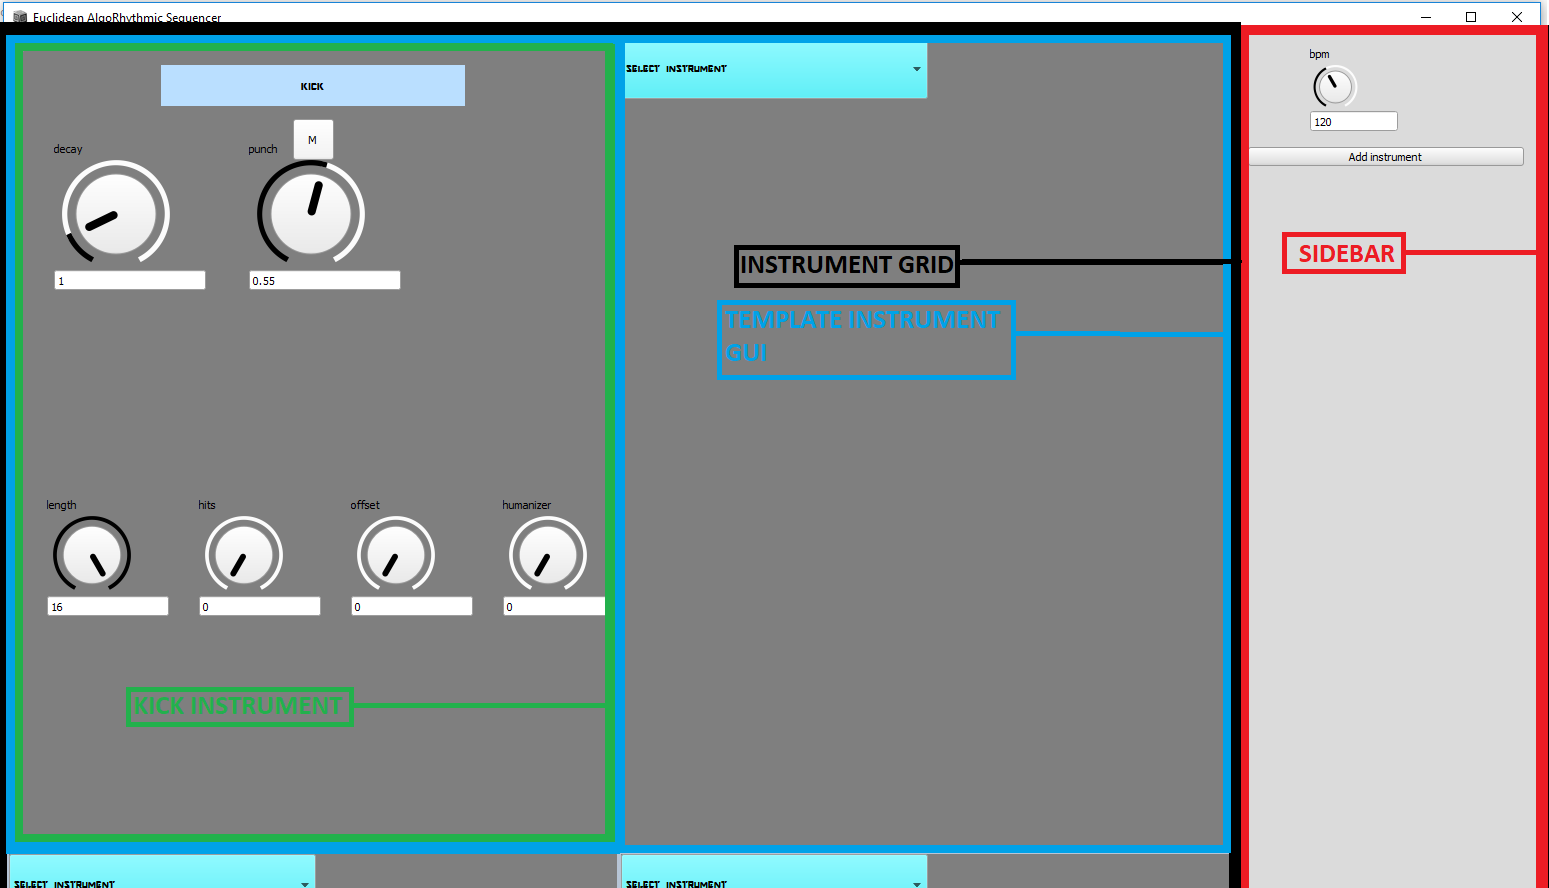 Euclidean AlgoRhythmic Sequencer
KICK
M
decay
punch
1
0.55
length
hits
offset
humanizer
16
0
0
0
KICK INSTRUMENT
SELECT INSTRUMENT
INSTRUMENT GRID
TEMPLATE INSTRUMENT
GUI
bpm
120
Add instrument
SIDEBAR
SELECT INSTRUMENT
SELECT INSTRUMENT